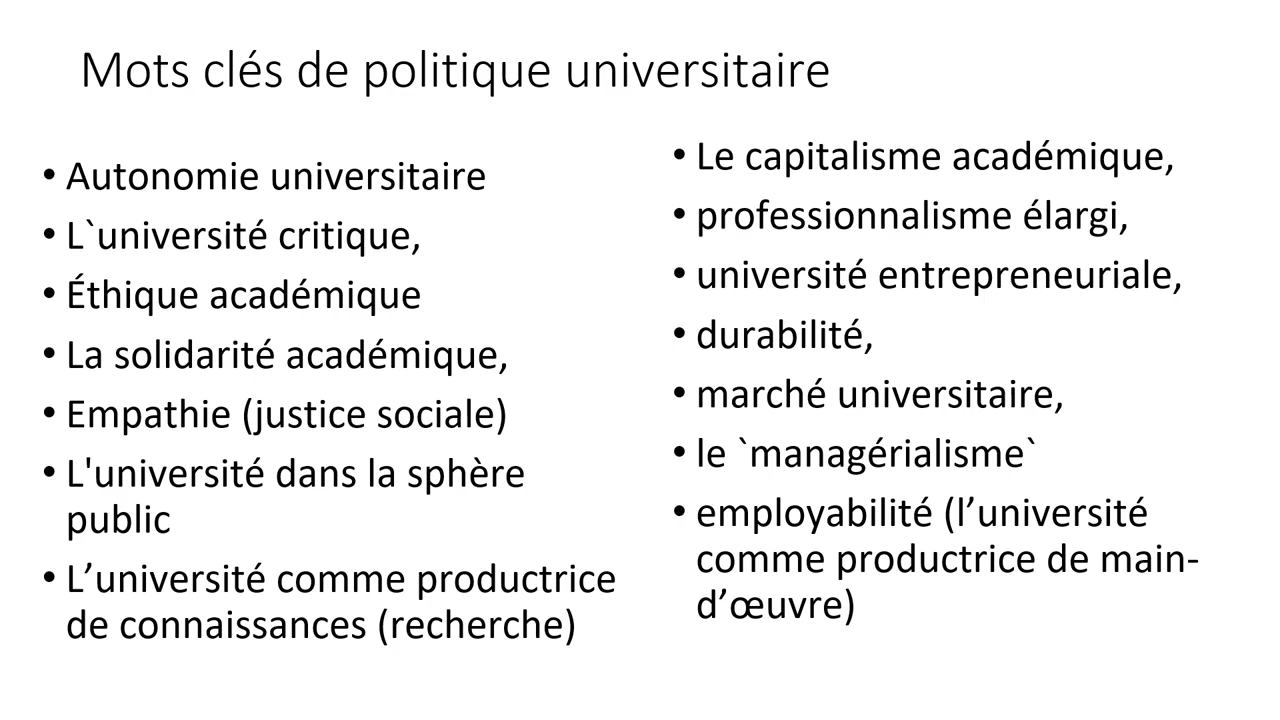 Mots clés de politique universitaire
• Autonomie universitaire
• L`université critique,
• Éthique académique
• La solidarité académique,
• Empathie (justice sociale)
• L'université dans la sphère
public
• L’université comme productrice
de connaissances (recherche)
• Le capitalisme académique,
• professionnalisme élargi,
• université entrepreneuriale,
• durabilité,
• marché universitaire,
• le `managérialisme`
• employabilité (l’université
comme productrice de main-
d’œuvre)